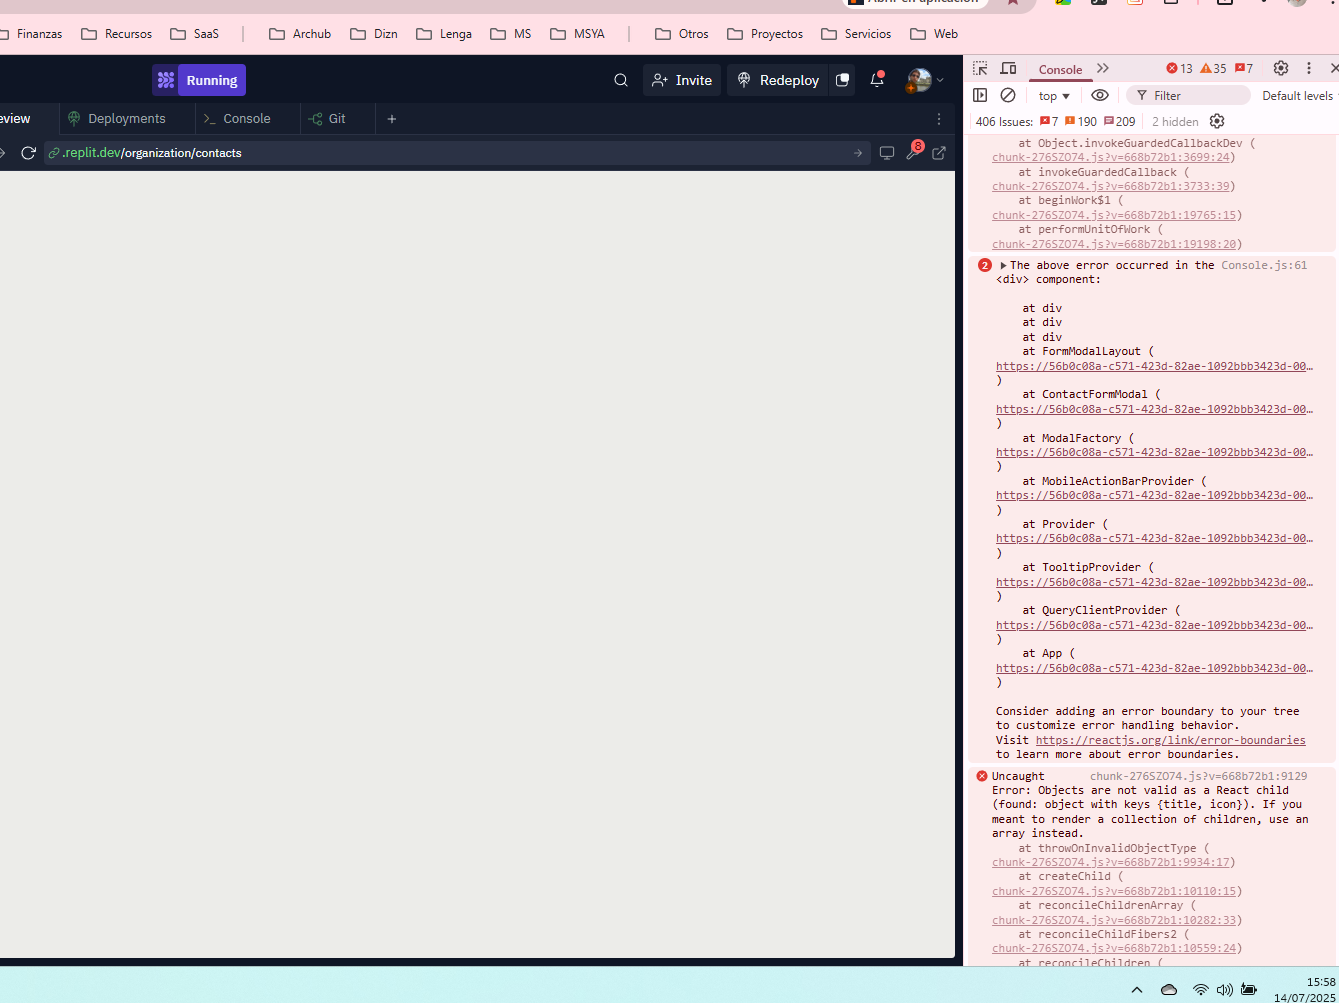 Abrir en aplicación
Finanzas Recursos SaaS Archub Dizn Lenga MS MSYA Otros Proyectos Servicios Web
Running Invite Redeploy
eview Deployments >_ Console Git +
.replit.dev/organization/contacts 8
Console 13 35 7
top Filter Default levels
406 Issues: 7 190 209 2 hidden
at Object.invokeGuardedCallbackDev (
chunk-276SZO74.js?v=668b72b1:3699:24)
at invokeGuardedCallback (
chunk-276SZO74.js?v=668b72b1:3733:39)
at beginWork$1 (
chunk-276SZO74.js?v=668b72b1:19765:15)
at performUnitOfWork (
chunk-276SZO74.js?v=668b72b1:19198:20)
2 The above error occurred in the Console.js:61
<div> component:
at div
at div
at div
at FormModalLayout (
https://56b0c08a-c571-423d-82ae-1092bbb3423d-00…
)
at ContactFormModal (
https://56b0c08a-c571-423d-82ae-1092bbb3423d-00…
)
at ModalFactory (
https://56b0c08a-c571-423d-82ae-1092bbb3423d-00…
)
at MobileActionBarProvider (
https://56b0c08a-c571-423d-82ae-1092bbb3423d-00…
)
at Provider (
https://56b0c08a-c571-423d-82ae-1092bbb3423d-00…
)
at TooltipProvider (
https://56b0c08a-c571-423d-82ae-1092bbb3423d-00…
)
at QueryClientProvider (
https://56b0c08a-c571-423d-82ae-1092bbb3423d-00…
)
at App (
https://56b0c08a-c571-423d-82ae-1092bbb3423d-00…
)
Consider adding an error boundary to your tree
to customize error handling behavior.
Visit https://reactjs.org/link/error-boundaries
to learn more about error boundaries.
Uncaught chunk-276SZO74.js?v=668b72b1:9129
Error: Objects are not valid as a React child
(found: object with keys {title, icon}). If you
meant to render a collection of children, use an
array instead.
at throwOnInvalidObjectType (
chunk-276SZO74.js?v=668b72b1:9934:17)
at createChild (
chunk-276SZO74.js?v=668b72b1:10110:15)
at reconcileChildrenArray (
chunk-276SZO74.js?v=668b72b1:10282:33)
at reconcileChildFibers2 (
chunk-276SZO74.js?v=668b72b1:10559:24)
at reconcileChildren (
15:58
14/07/2025